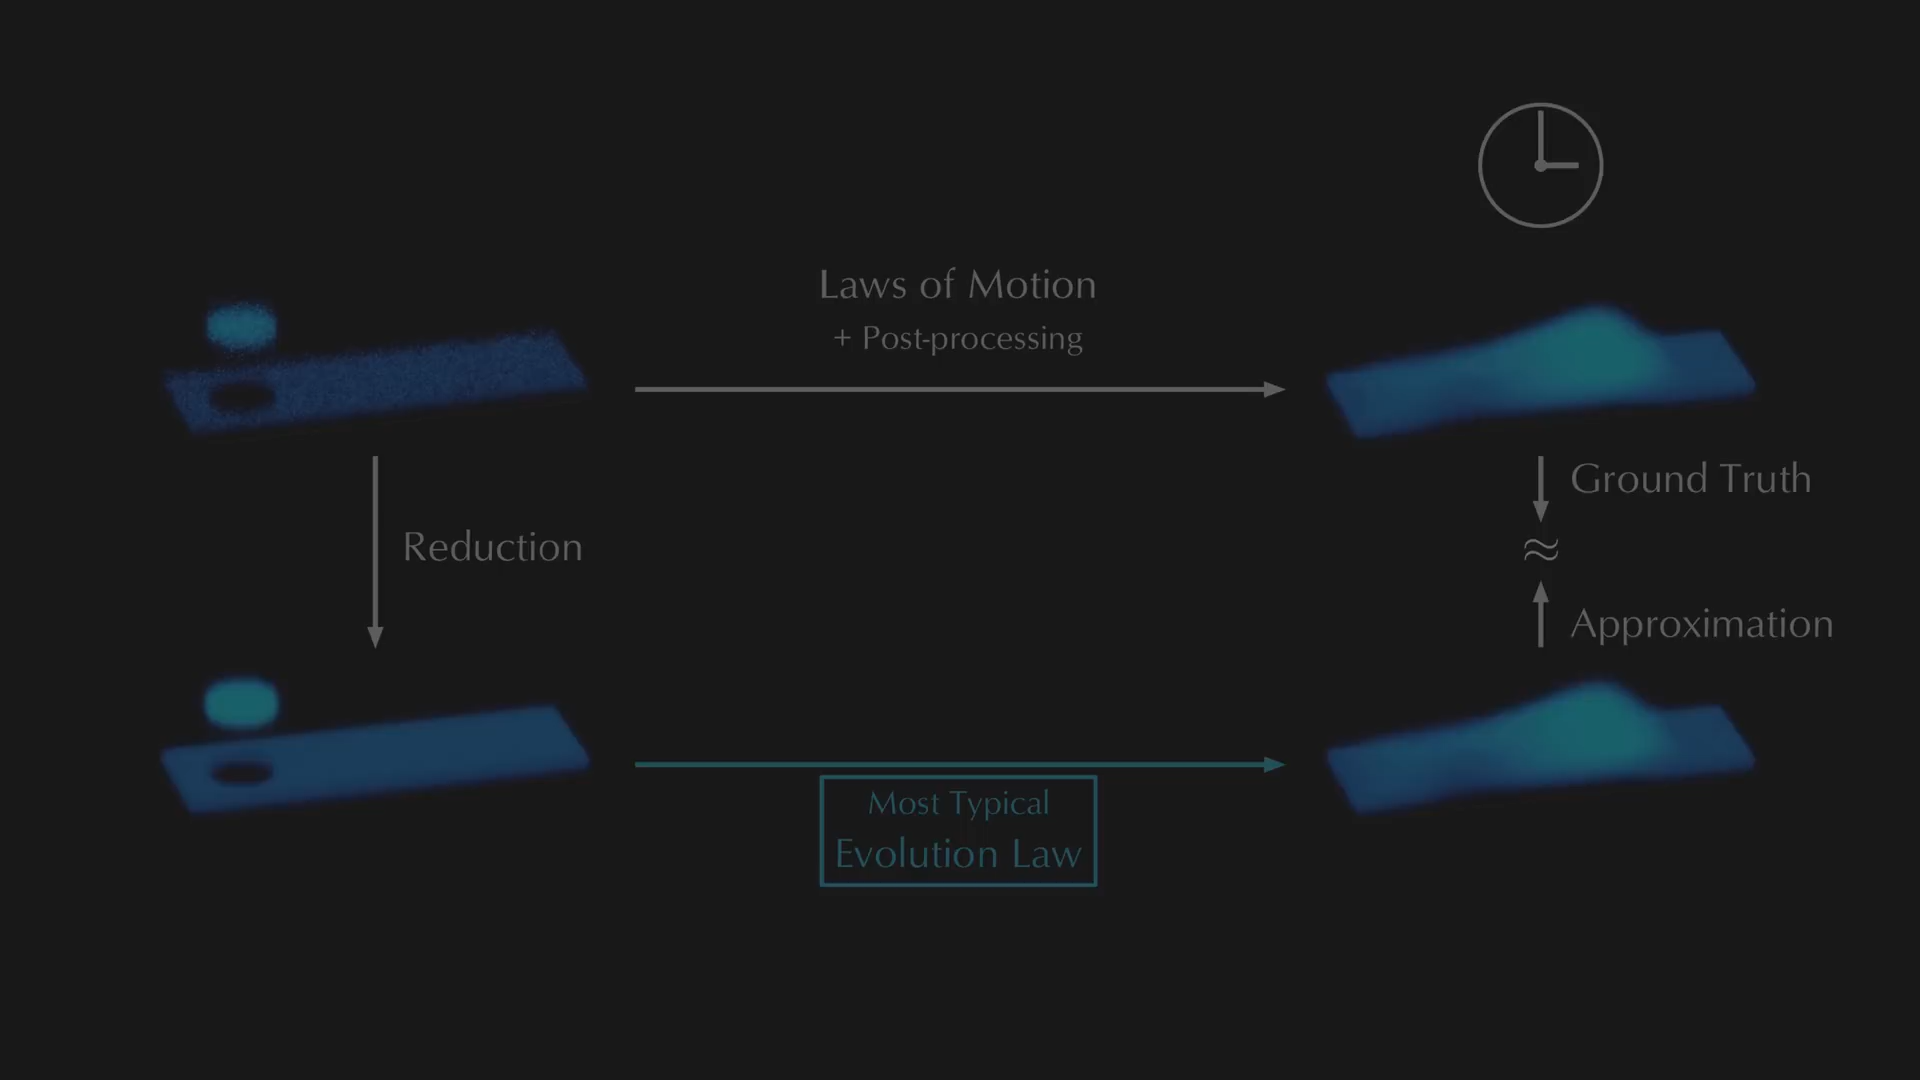 Laws of Motion
+ Post-processing
Ground Truth
Reduction
≈
Approximation
Most Typical
Evolution Law